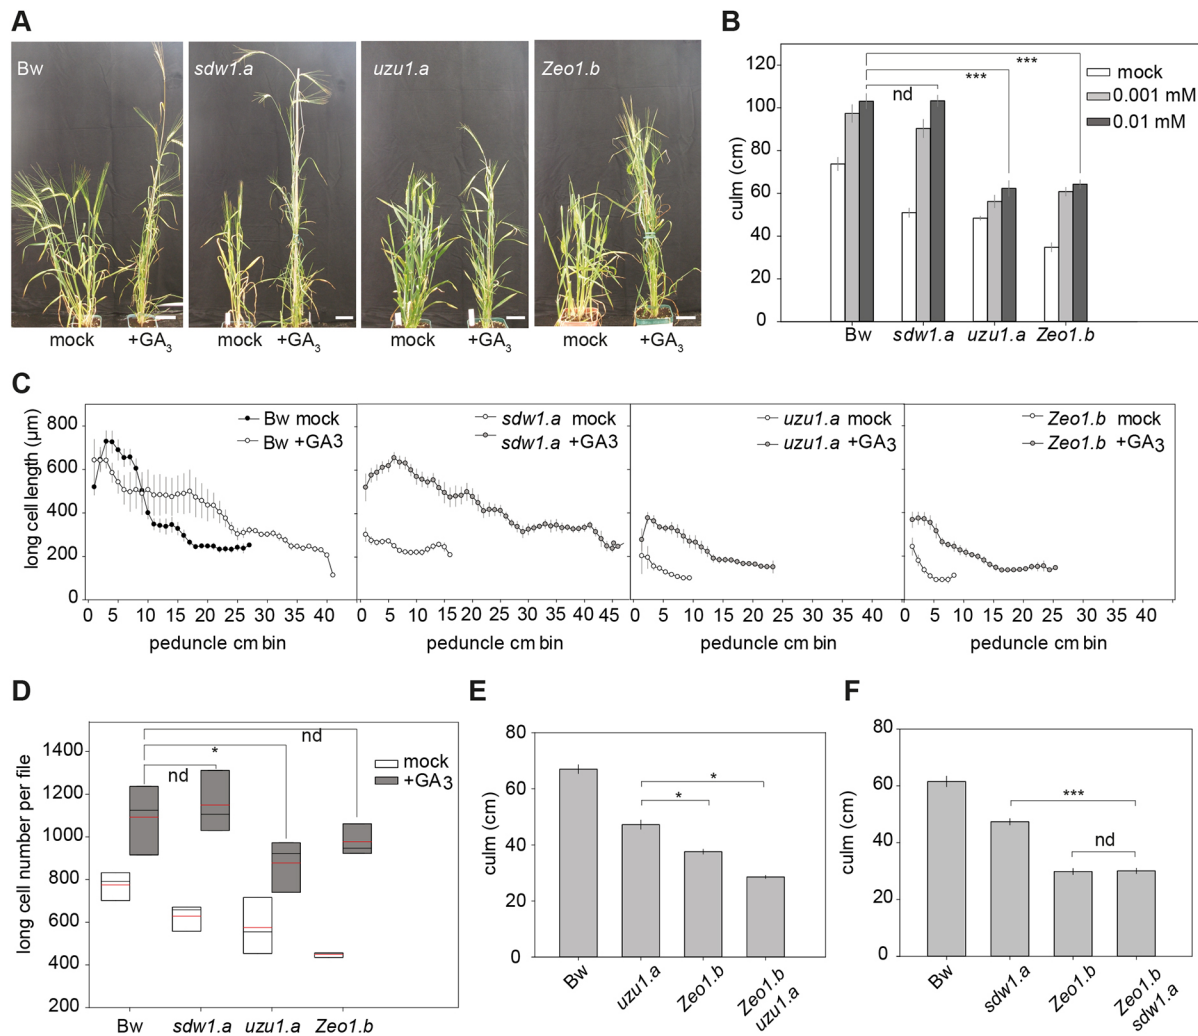 A
Bw
sdw1.a
uzu1.a
Zeo1.b
mock +GA3
mock +GA3
mock +GA3
mock +GA3
B
culm (cm)
120
100
80
60
40
20
0
***
***
nd
mock
0.001 mM
0.01 mM
Bw sdw1.a uzu1.a Zeo1.b
C
long cell length (µm)
800
600
400
200
0
Bw mock
Bw +GA3
sdw1.a mock
sdw1.a +GA3
uzu1.a mock
uzu1.a +GA3
Zeo1.b mock
Zeo1.b +GA3
0 5 10 15 20 25 30 35 40
0 5 10 15 20 25 30 35 40 45
0 5 10 15 20 25 30 35 40
0 5 10 15 20 25 30 35 40
peduncle cm bin
peduncle cm bin
peduncle cm bin
peduncle cm bin
D
long cell number per file
1400
1200
1000
800
600
400
200
nd
*
nd
mock
+GA3
Bw sdw1.a uzu1.a Zeo1.b
E
culm (cm)
80
60
40
20
0
*
*
Bw
uzu1.a
Zeo1.b
Zeo1.b
uzu1.a
F
culm (cm)
80
60
40
20
0
***
nd
Bw
sdw1.a
Zeo1.b
Zeo1.b
sdw1.a